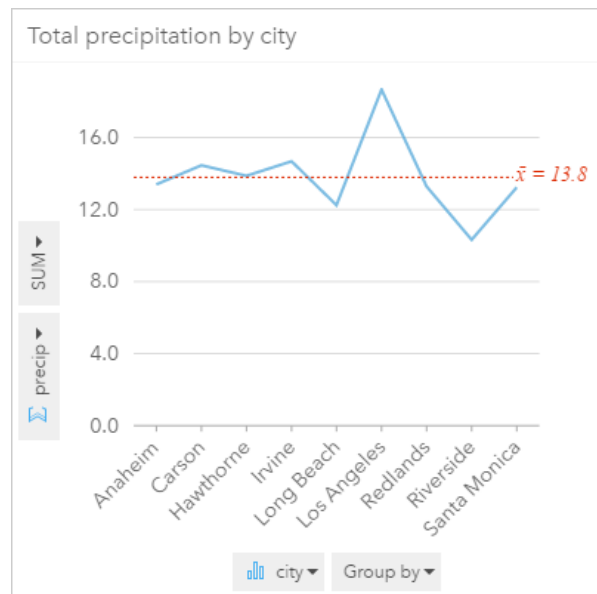 Total precipitation by city
16.0
12.0
8.0
4.0
0.0
x̄ = 13.8
SUM
precip
Anaheim
Carson
Hawthorne
Irvine
Long Beach
Los Angeles
Redlands
Riverside
Santa Monica
city
Group by